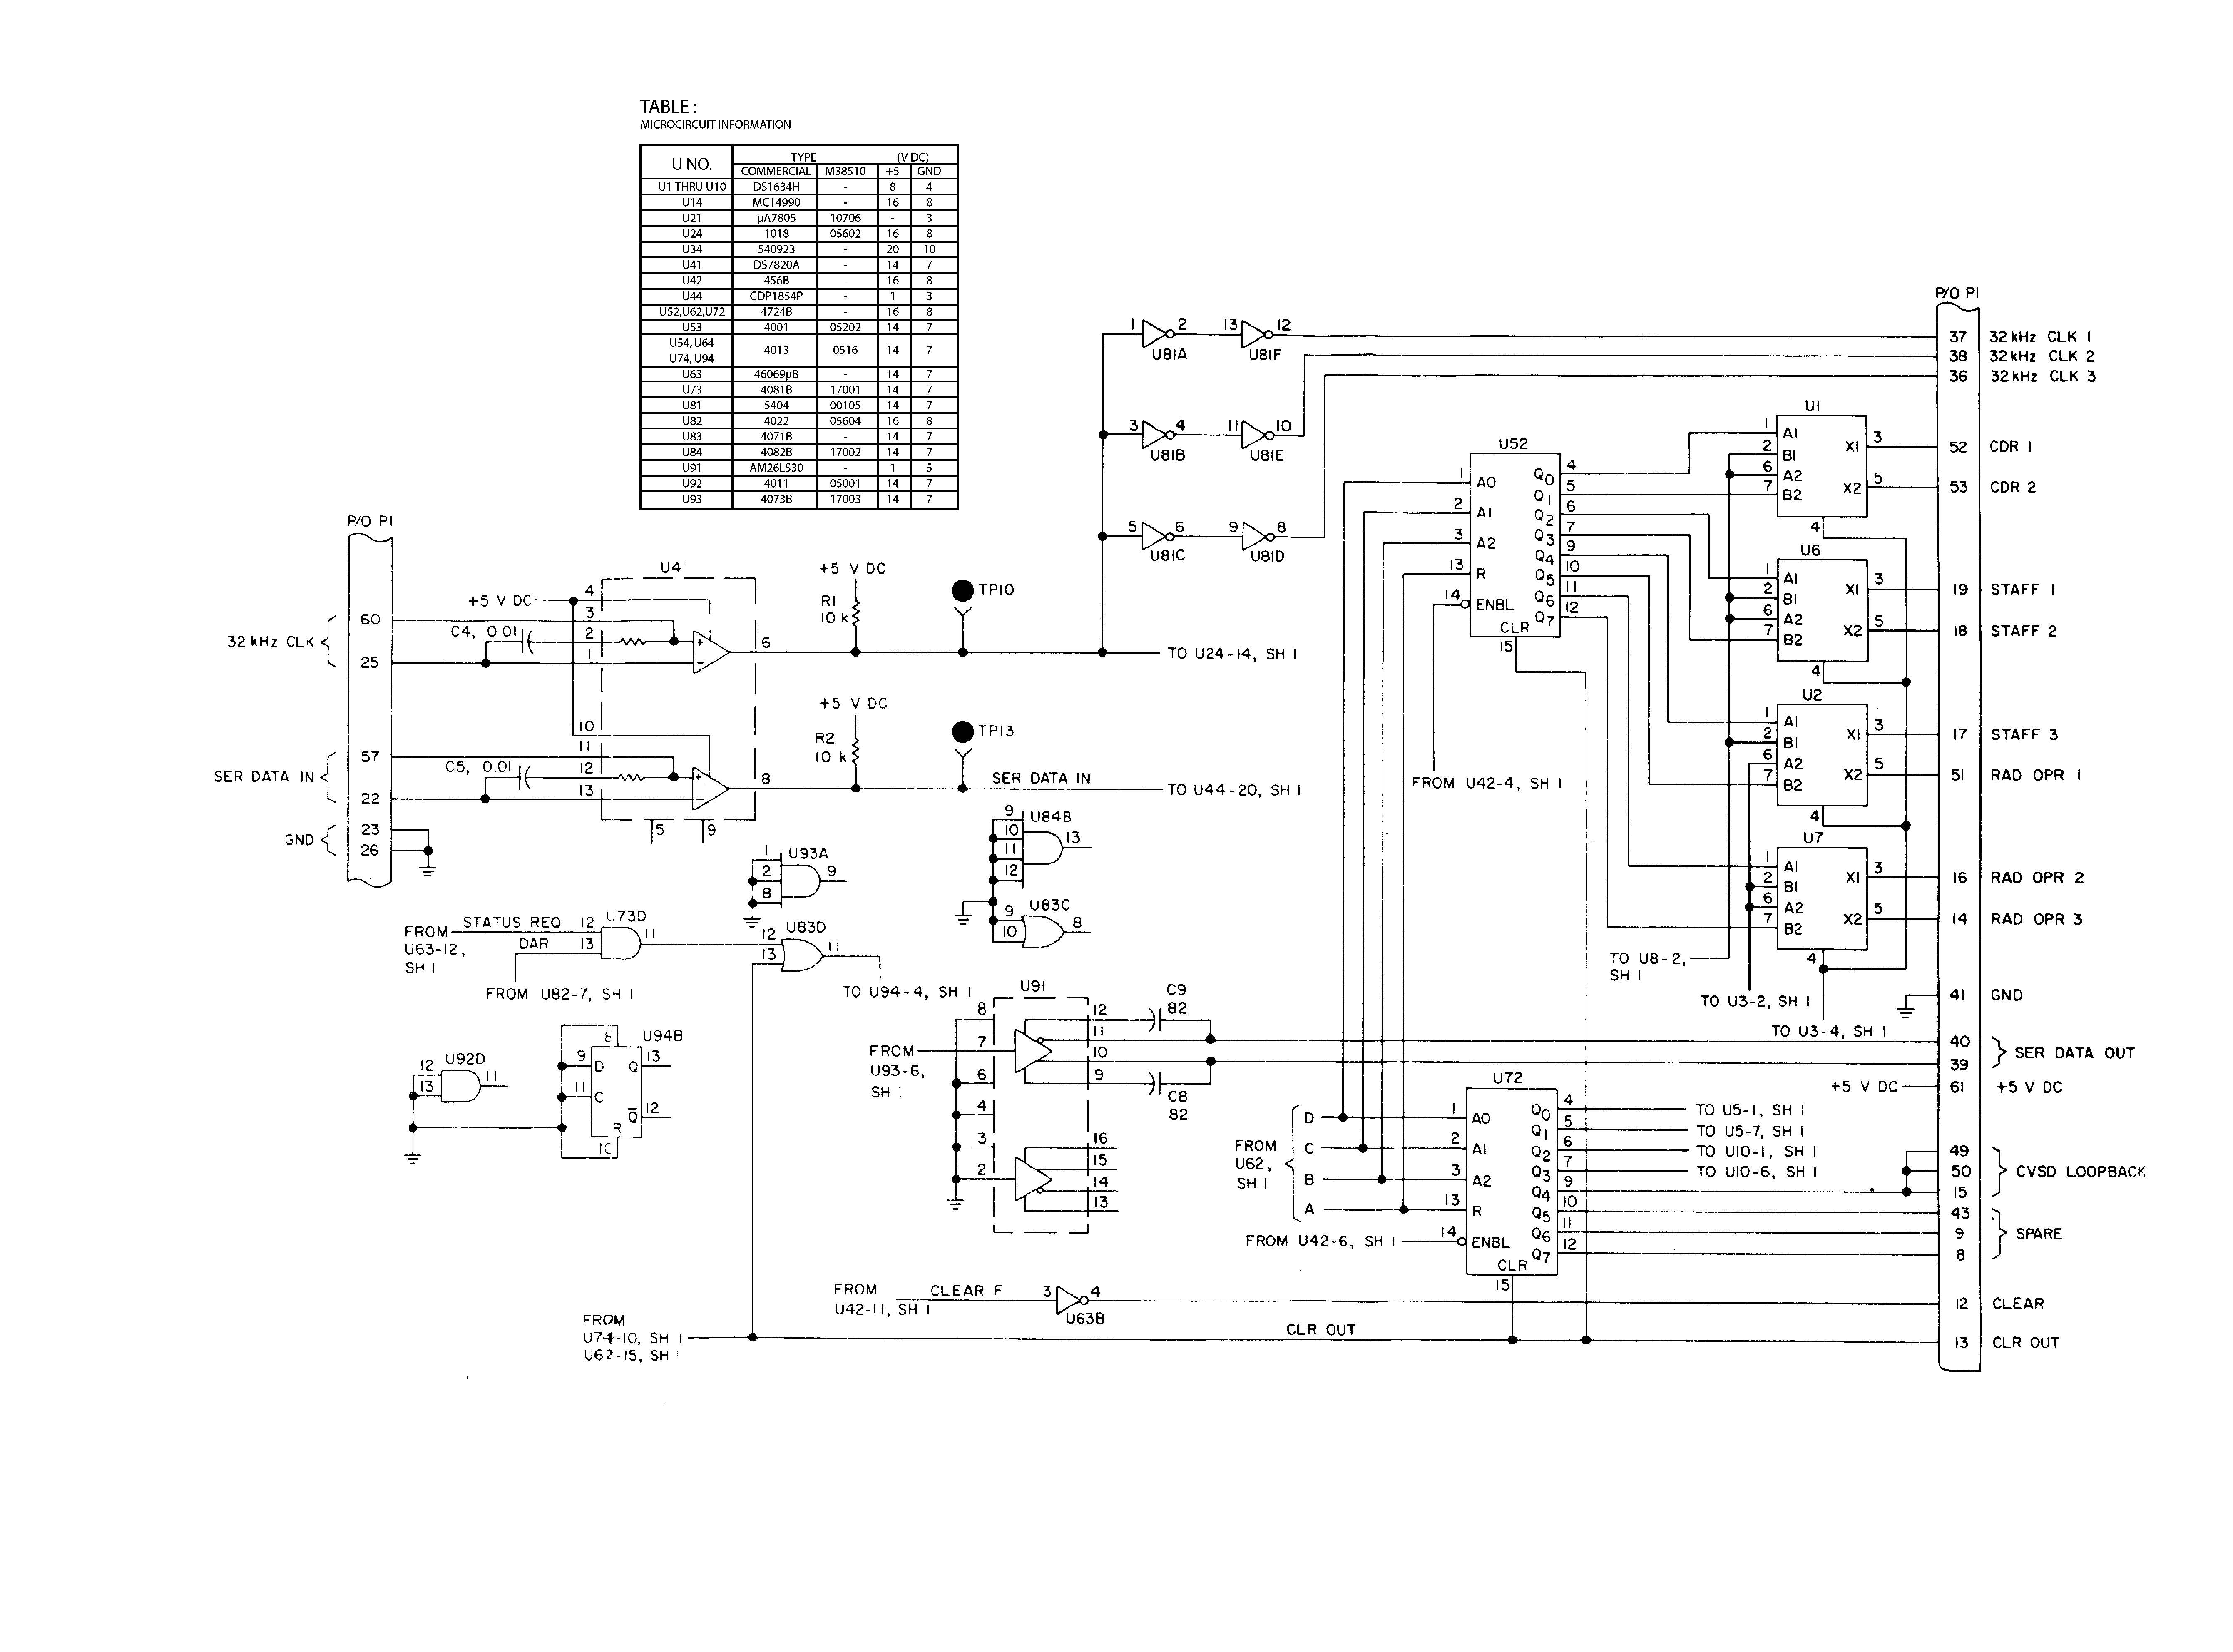 TABLE :
MICROCIRCUIT INFORMATION
U NO. TYPE (V DC)
COMMERCIAL M38510 +5 GND
U1 THRU U10 DS1634H - 8 4
U14 MC14990 - 16 8
U21 µA7805 10706 - 3
U24 1018 05602 16 8
U34 540923 - 20 10
U41 DS7820A - 14 7
U42 456B - 16 8
U44 CDP1854P - 1 3
U52,U62,U72 4724B - 16 8
U53 4001 05202 14 7
U54, U64
U74, U94 4013 0516 14 7
U63 46069µB - 14 7
U73 4081B 17001 14 7
U81 5404 00105 14 7
U82 4022 05604 16 8
U83 4071B - 14 7
U84 4082B 17002 14 7
U91 AM26LS30 - 1 5
U92 4011 05001 14 7
U93 4073B 17003 14 7
P/O P1
32 kHz CLK 60 25
SER DATA IN 57 22
GND 23 26
U41
+5 V DC 4
3
C4, 0.01 2
1
6
10
11
C5, 0.01 12
13
8
5 9
+5 V DC
R1
10 k
TP10
TO U24-14, SH 1
+5 V DC
R2
10 k
TP13
SER DATA IN
TO U44-20, SH 1
1 2 13 12
U81A U81F
3 4 11 10
U81B U81E
5 6 9 8
U81C U81D
U93A
1 2 8 9
U84B
9 10 11 12 13
U83C
9 10 8
STATUS REQ 12 U73D
FROM
U63-12,
SH 1
DAR 13 11
FROM U82-7, SH 1
U83D
12 13 11
TO U94-4, SH 1
U92D
12 13 11
U94B
8
9 D Q 13
11 C
Q 12
R
10
U91
8
FROM
U93-6,
SH 1
7
6
4
3
2
12
11
10
9
16
15
14
13
C9
82
C8
82
U52
1 A0
2 A1
3 A2
13 R
14 ENBL
CLR
15
Q0 4
Q1 5
Q2 6
Q3 7
Q4 9
Q5 10
Q6 11
Q7 12
FROM U42-4, SH 1
U1
1 A1
2 B1
6 A2
7 B2
X1 3
X2 5
4
U6
1 A1
2 B1
6 A2
7 B2
X1 3
X2 5
4
U2
1 A1
2 B1
6 A2
7 B2
X1 3
X2 5
4
U7
1 A1
2 B1
6 A2
7 B2
X1 3
X2 5
4
TO U8-2,
SH 1
TO U3-2, SH 1
TO U3-4, SH 1
FROM
U62,
SH 1
D
C
B
A
U72
1 A0
2 A1
3 A2
13 R
FROM U42-6, SH 1 14 ENBL
CLR
15
Q0 4 TO U5-1, SH 1
Q1 5 TO U5-7, SH 1
Q2 6 TO U10-1, SH 1
Q3 7 TO U10-6, SH 1
Q4 9
Q5 10
Q6 11
Q7 12
FROM
U42-11, SH 1
CLEAR F 3 4
U63B
FROM
U74-10, SH 1
U62-15, SH 1
CLR OUT
P/O P1
37 32 kHz CLK 1
38 32 kHz CLK 2
36 32 kHz CLK 3
52 CDR 1
53 CDR 2
19 STAFF 1
18 STAFF 2
17 STAFF 3
51 RAD OPR 1
16 RAD OPR 2
14 RAD OPR 3
41 GND
40
39 SER DATA OUT
+5 V DC 61 +5 V DC
49
50 CVSD LOOPBACK
15
43
9 SPARE
8
12 CLEAR
13 CLR OUT